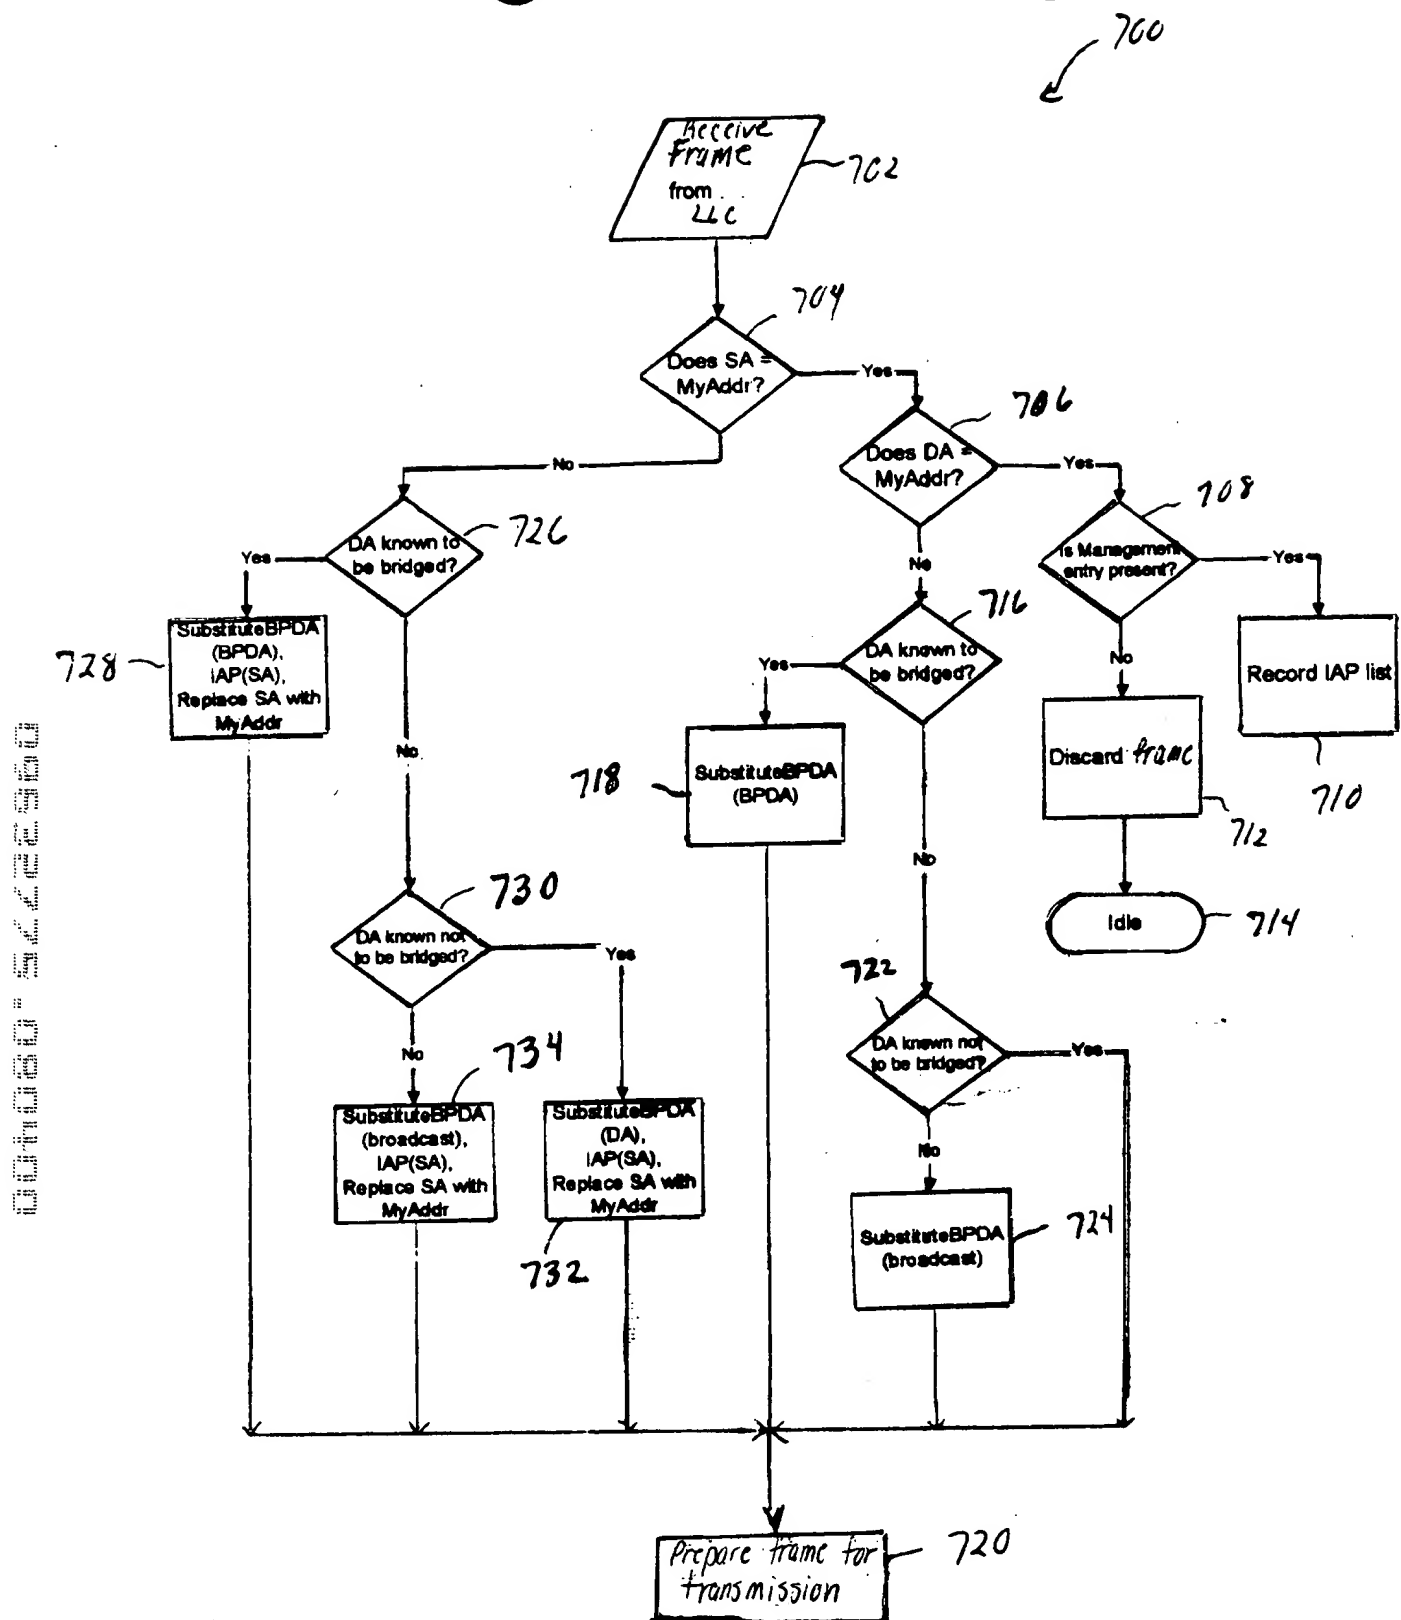 700
Receive
Frame
from
LLC
702
704
Does SA =
MyAddr?
Yes
706
Does DA =
MyAddr?
Yes
708
Is Management
entry present?
Yes
No
DA known to
be bridged?
726
Yes
No
716
DA known to
be bridged?
Yes
No
Record IAP list
710
SubstituteBPDA
(BPDA),
IAP(SA),
Replace SA with
MyAddr
728
No
718
SubstituteBPDA
(BPDA)
Discard frame
712
No
730
DA known not
to be bridged?
Yes
Idle
714
722
DA known not
to be bridged?
Yes
No
734
SubstituteBPDA
(broadcast),
IAP(SA),
Replace SA with
MyAddr
SubstituteBPDA
(DA),
IAP(SA),
Replace SA with
MyAddr
732
No
SubstituteBPDA
(broadcast)
724
Prepare frame for
transmission
720